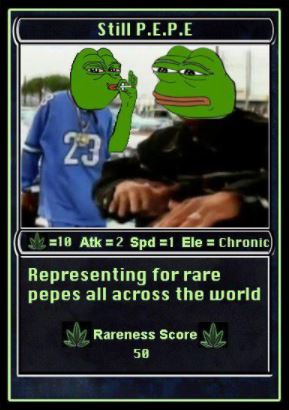 Still P.E.P.E
23
=10 Atk =2 Spd =1 Ele = Chronic
Representing for rare
pepes all across the world
Rareness Score
50